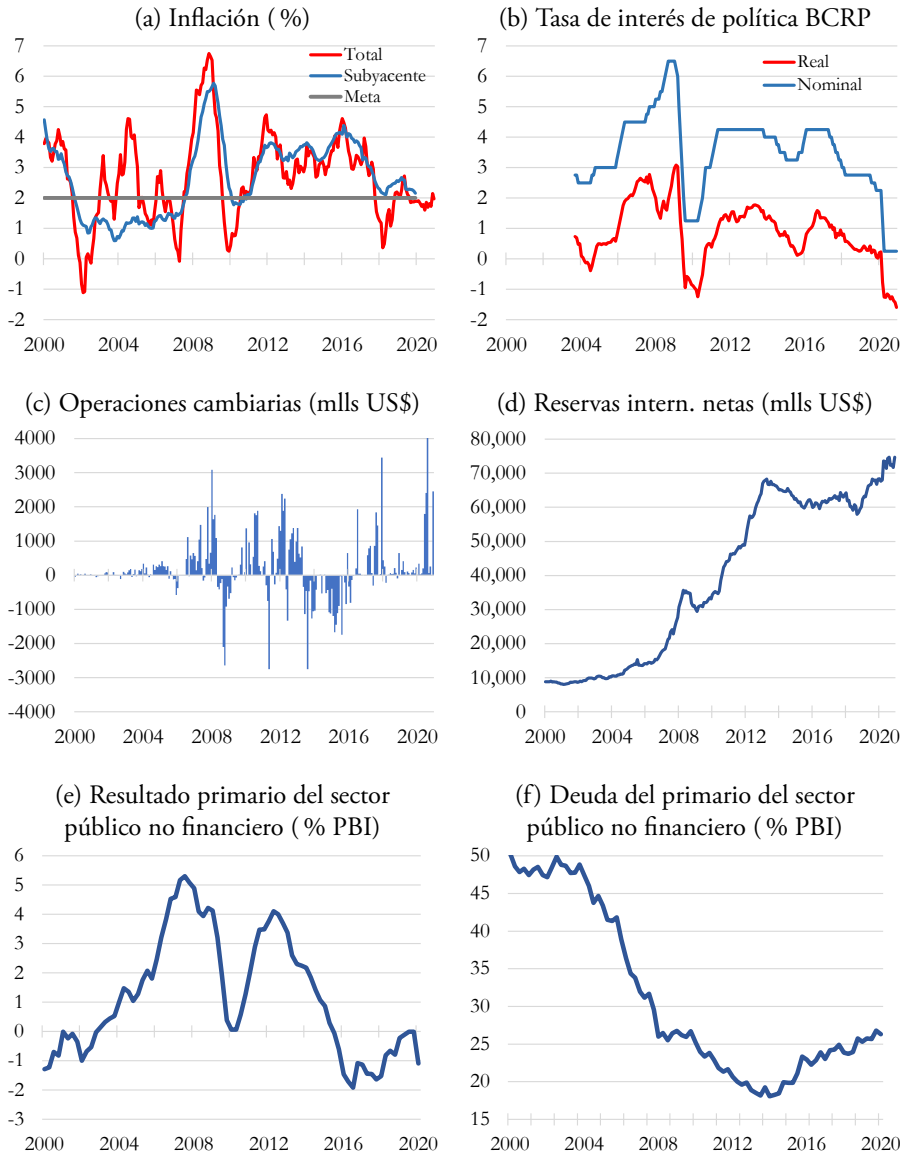 (a) Inflación (%)
7
6
5
4
3
2
1
0
-1
-2
Total
Subyacente
Meta
2000 2004 2008 2012 2016 2020
(b) Tasa de interés de política BCRP
7
6
5
4
3
2
1
0
-1
-2
Real
Nominal
2000 2004 2008 2012 2016 2020
(c) Operaciones cambiarias (mlls US$)
4000
3000
2000
1000
0
-1000
-2000
-3000
-4000
2000 2004 2008 2012 2016 2020
(d) Reservas intern. netas (mlls US$)
80,000
70,000
60,000
50,000
40,000
30,000
20,000
10,000
0
2000 2004 2008 2012 2016 2020
(e) Resultado primario del sector
público no financiero (% PBI)
6
5
4
3
2
1
0
-1
-2
-3
2000 2004 2008 2012 2016 2020
(f) Deuda del primario del sector
público no financiero (% PBI)
50
45
40
35
30
25
20
15
2000 2004 2008 2012 2016 2020